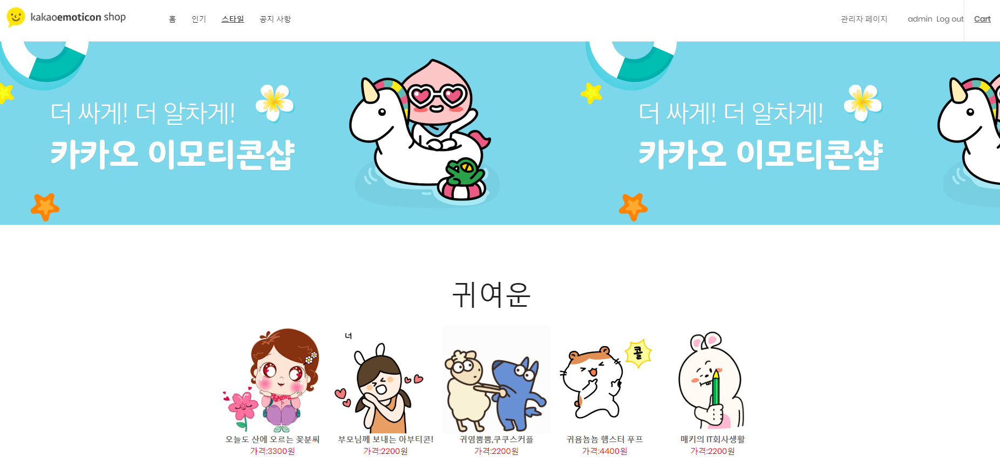 kakaoemoticon shop
홈 인기 스타일 공지 사항
관리자 페이지 admin Log out Cart
더 싸게! 더 알차게!
카카오 이모티콘샵
더 싸게! 더 알차게!
카카오 이모티콘샵
귀여운
너
콜
오늘도 산에 오르는 꽃분씨
가격:3300원
부모님께 보내는 아부티콘!
가격:2200원
귀염뿜뿜,쿠쿠스커플
가격:2200원
귀욤뇸뇸 햄스터 푸프
가격:4400원
매키의 IT회사생활
가격:2200원